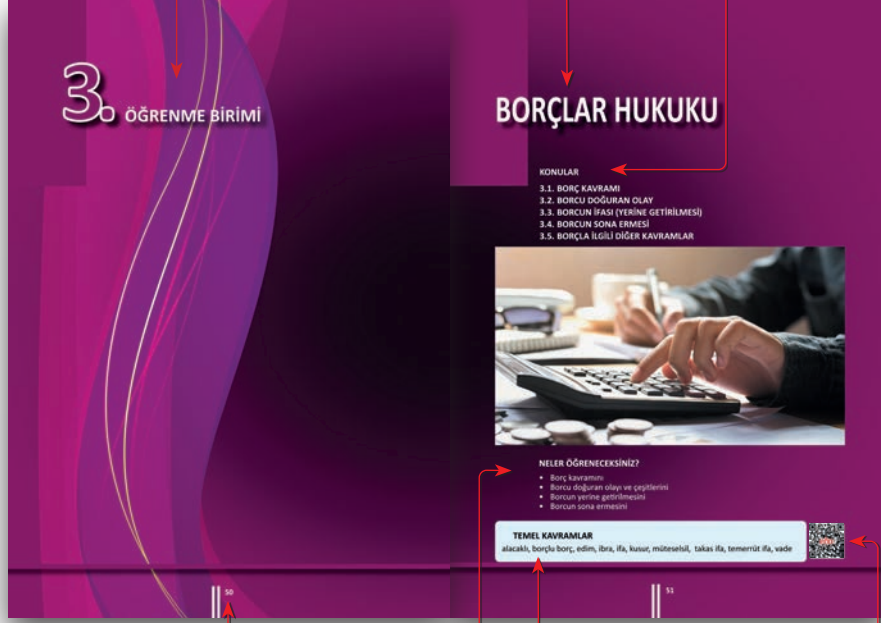 3. ÖĞRENME BİRİMİ
50
BORÇLAR HUKUKU
KONULAR
3.1. BORÇ KAVRAMI
3.2. BORCU DOĞURAN OLAY
3.3. BORCUN İFASI (YERİNE GETİRİLMESİ)
3.4. BORCUN SONA ERMESİ
3.5. BORÇLA İLGİLİ DİĞER KAVRAMLAR
NELER ÖĞRENECEKSİNİZ?
• Borç kavramını
• Borcu doğuran olayı ve çeşitlerini
• Borcun yerine getirilmesini
• Borcun sona ermesini
TEMEL KAVRAMLAR
alacaklı, borçlu borç, edim, ibra, ifa, kusur, müteselsil, takas ifa, temerrüt ifa, vade
51